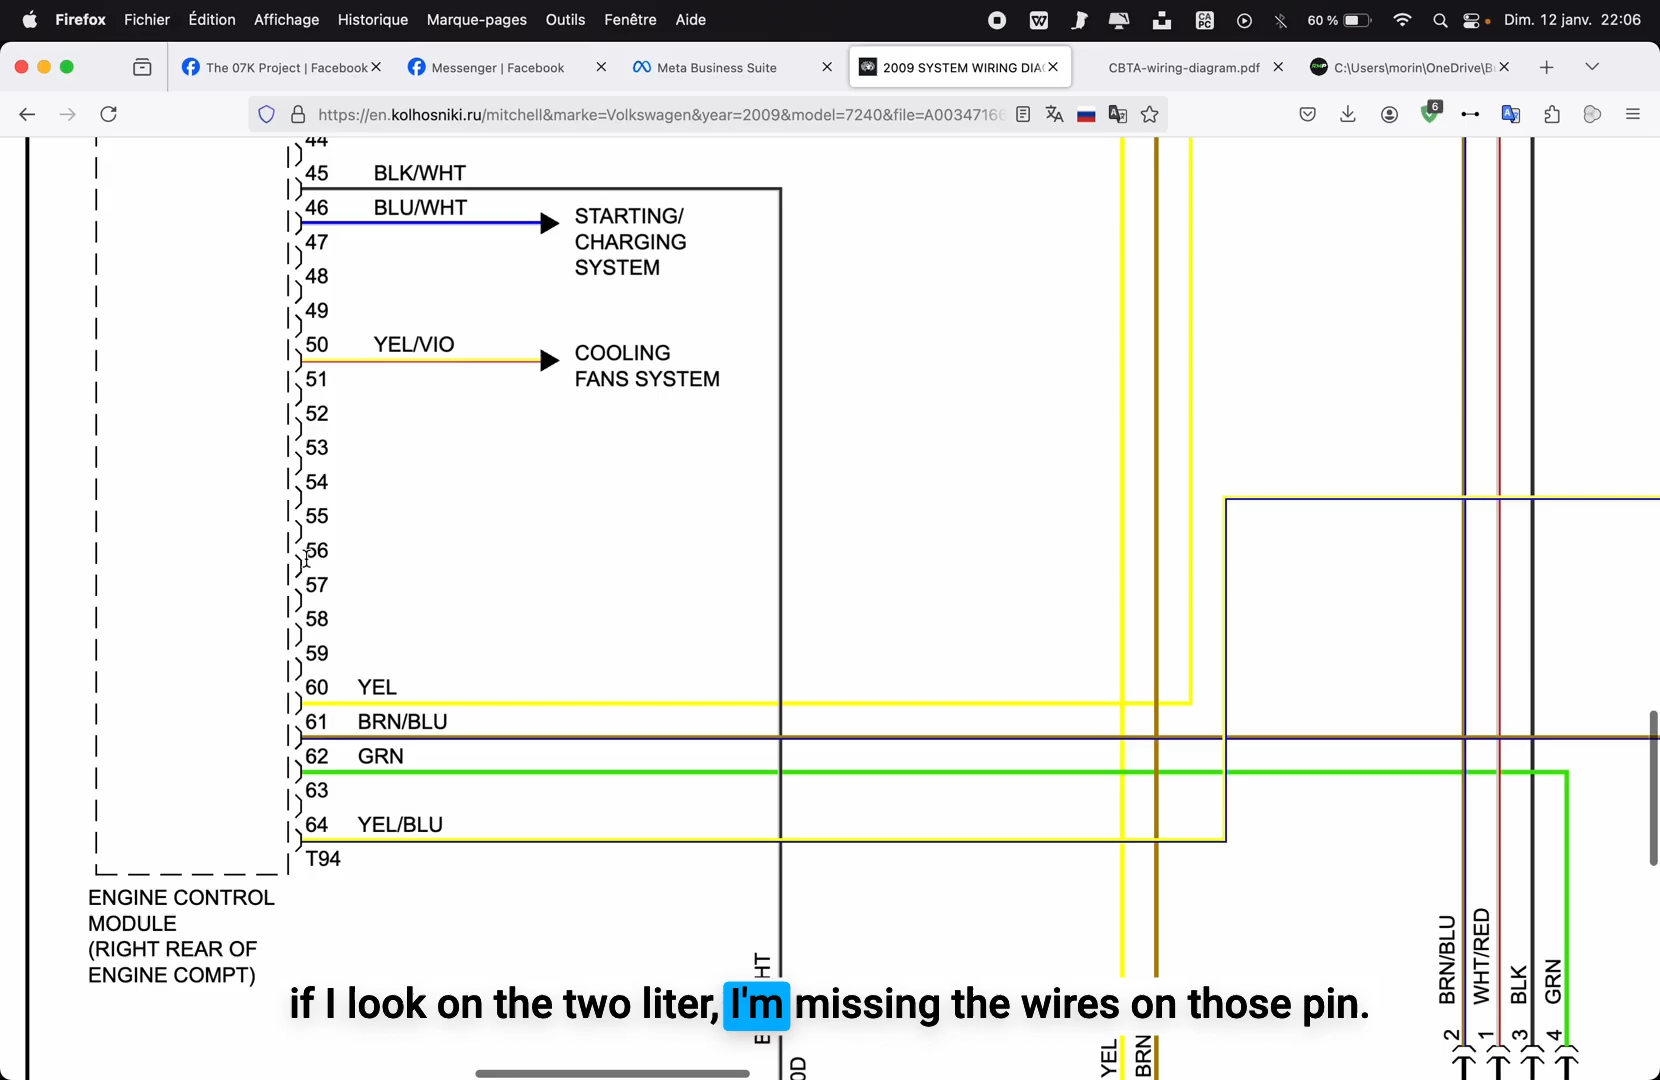 Firefox Fichier Édition Affichage Historique Marque-pages Outils Fenêtre Aide
60 % Dim. 12 janv. 22:06
The 07K Project | Facebook
Messenger | Facebook
Meta Business Suite
2009 SYSTEM WIRING DIA
CBTA-wiring-diagram.pdf
C:\Users\morin\OneDrive\B
https://en.kolhosniki.ru/mitchell&marke=Volkswagen&year=2009&model=7240&file=A0034716
6
44
45 BLK/WHT
46 BLU/WHT
STARTING/
CHARGING
SYSTEM
47
48
49
50 YEL/VIO
COOLING
FANS SYSTEM
51
52
53
54
55
56
57
58
59
60 YEL
61 BRN/BLU
62 GRN
63
64 YEL/BLU
T94
ENGINE CONTROL
MODULE
(RIGHT REAR OF
ENGINE COMPT)
YEL
BRN
BRN/BLU
WHT/RED
BLK
GRN
2
1
3
4
if I look on the two liter, I'm missing the wires on those pin.